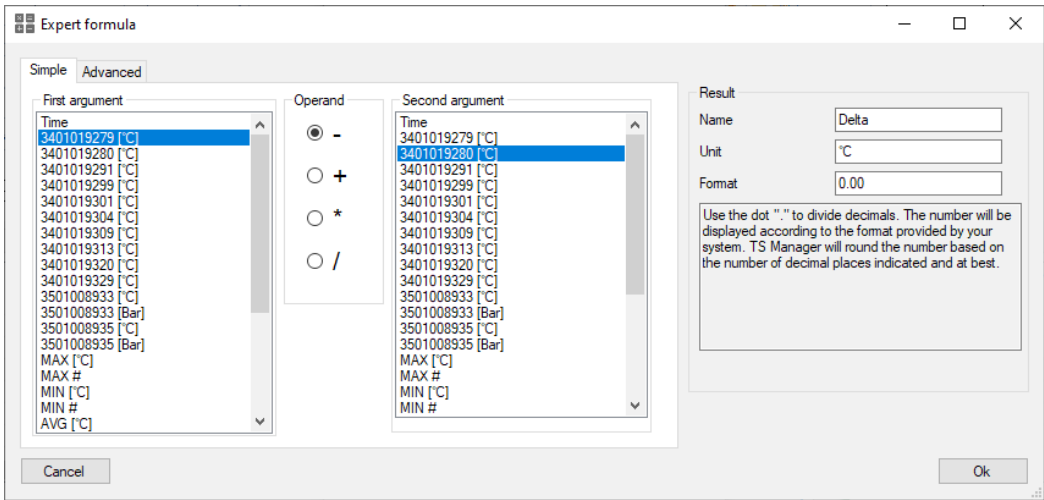 Expert formula
Simple
Advanced
First argument
Time
3401019279 [°C]
3401019280 [°C]
3401019291 [°C]
3401019299 [°C]
3401019301 [°C]
3401019304 [°C]
3401019309 [°C]
3401019313 [°C]
3401019320 [°C]
3401019329 [°C]
3501008933 [°C]
3501008933 [Bar]
3501008935 [°C]
3501008935 [Bar]
MAX [°C]
MAX #
MIN [°C]
MIN #
AVG [°C]
Operand
-
+
*
/
Second argument
Time
3401019279 [°C]
3401019280 [°C]
3401019291 [°C]
3401019299 [°C]
3401019301 [°C]
3401019304 [°C]
3401019309 [°C]
3401019313 [°C]
3401019320 [°C]
3401019329 [°C]
3501008933 [°C]
3501008933 [Bar]
3501008935 [°C]
3501008935 [Bar]
MAX [°C]
MAX #
MIN [°C]
MIN #
Result
Name Delta
Unit °C
Format 0.00
Use the dot "." to divide decimals. The number will be
displayed according to the format provided by your
system. TS Manager will round the number based on
the number of decimal places indicated and at best.
Cancel
Ok